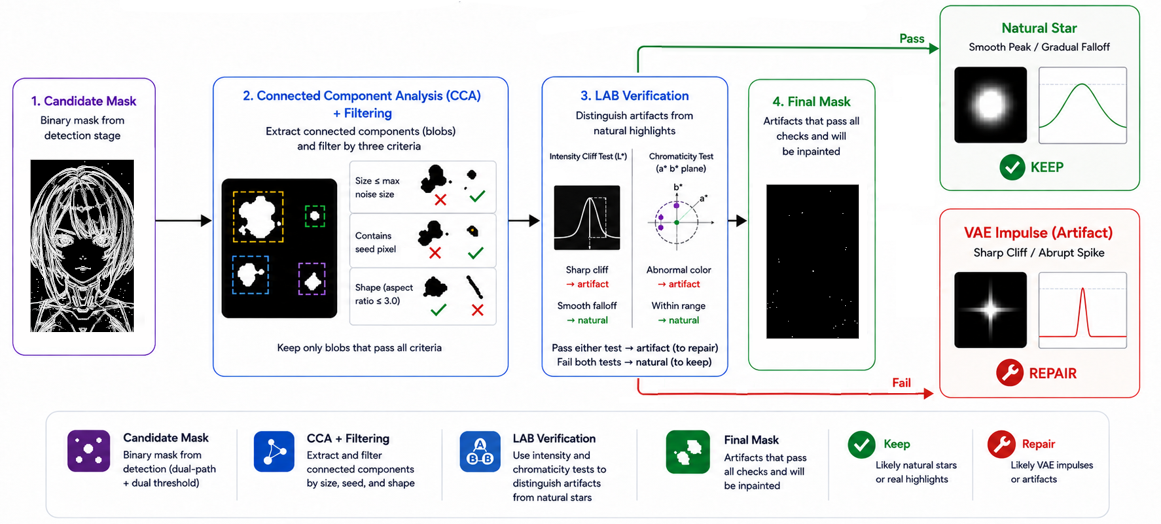 1. Candidate Mask
Binary mask from
detection stage
2. Connected Component Analysis (CCA)
+ Filtering
Extract connected components (blobs)
and filter by three criteria
Size ≤ max
noise size
Contains
seed pixel
Shape (aspect
ratio ≤ 3.0)
Keep only blobs that pass all criteria
3. LAB Verification
Distinguish artifacts from
natural highlights
Intensity Cliff Test (L*)
Sharp cliff
→ artifact
Smooth falloff
→ natural
Chromaticity Test
(a* b* plane)
b*
a*
Abnormal color
→ artifact
Within range
→ natural
Pass either test → artifact (to repair)
Fail both tests → natural (to keep)
4. Final Mask
Artifacts that pass all
checks and will
be inpainted
Pass
Natural Star
Smooth Peak / Gradual Falloff
KEEP
Fail
VAE Impulse (Artifact)
Sharp Cliff / Abrupt Spike
REPAIR
Candidate Mask
Binary mask from
detection (dual-path
+ dual threshold)
CCA + Filtering
Extract and filter
connected components
by size, seed, and shape
A
B B
LAB Verification
Use intensity and
chromaticity tests to
distinguish artifacts
from natural stars
Final Mask
Artifacts that pass
all checks and will
be inpainted
Keep
Likely natural stars
or real highlights
Repair
Likely VAE impulses
or artifacts